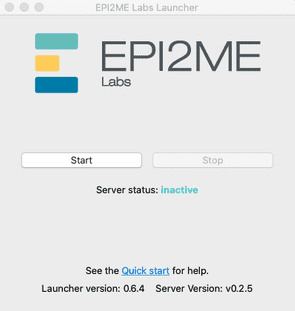 EPI2ME Labs Launcher
EPI2ME
Labs
Start Stop
Server status: inactive
See the Quick start for help.
Launcher version: 0.6.4 Server Version: v0.2.5